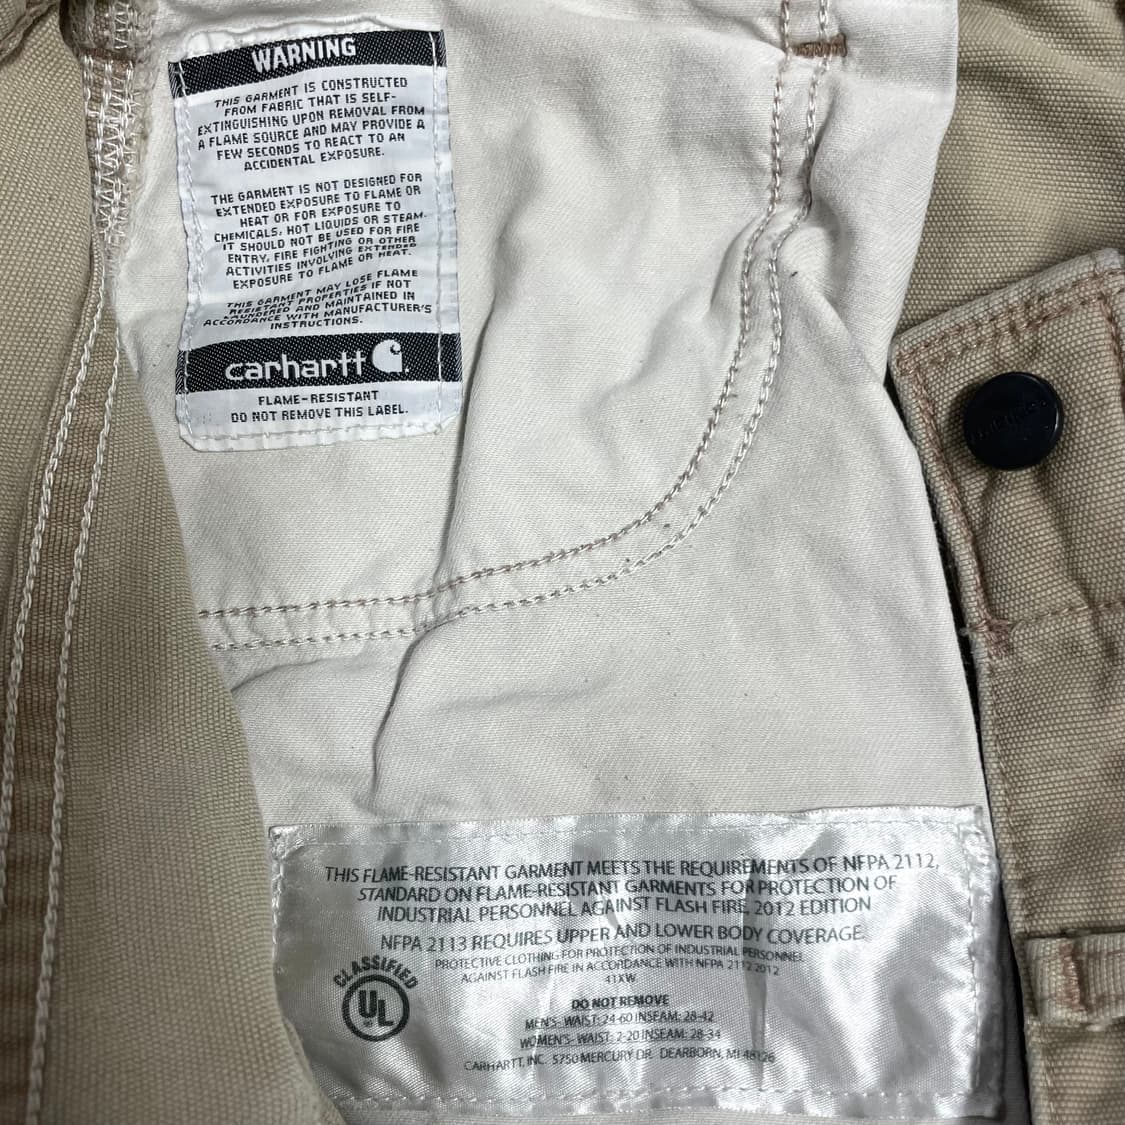 WARNING
THIS GARMENT IS CONSTRUCTED
FROM FABRIC THAT IS SELF-
EXTINGUISHING UPON REMOVAL FROM
A FLAME SOURCE AND MAY PROVIDE A
FEW SECONDS TO REACT TO AN
ACCIDENTAL EXPOSURE.
THE GARMENT IS NOT DESIGNED FOR
EXTENDED EXPOSURE TO FLAME OR
HEAT OR FOR EXPOSURE TO
CHEMICALS, HOT LIQUIDS OR STEAM.
IT SHOULD NOT BE USED FOR FIRE
ENTRY, FIRE FIGHTING OR OTHER
ACTIVITIES INVOLVING EXTENDED
EXPOSURE TO FLAME OR HEAT.
THIS GARMENT MAY LOSE FLAME
RESISTANT PROPERTIES IF NOT
LAUNDERED AND MAINTAINED IN
ACCORDANCE WITH MANUFACTURER'S
INSTRUCTIONS.
carhartt
FLAME-RESISTANT
DO NOT REMOVE THIS LABEL.
THIS FLAME-RESISTANT GARMENT MEETS THE REQUIREMENTS OF NFPA 2112,
STANDARD ON FLAME-RESISTANT GARMENTS FOR PROTECTION OF
INDUSTRIAL PERSONNEL AGAINST FLASH FIRE, 2012 EDITION
NFPA 2113 REQUIRES UPPER AND LOWER BODY COVERAGE.
PROTECTIVE CLOTHING FOR PROTECTION OF INDUSTRIAL PERSONNEL
AGAINST FLASH FIRE IN ACCORDANCE WITH NFPA 2112 2012
41XW
CLASSIFIED
UL
DO NOT REMOVE
MEN'S- WAIST: 24-60 INSEAM: 28-42
WOMEN'S- WAIST: 2-20 INSEAM: 28-34
CARHARTT, INC. 5750 MERCURY DR. DEARBORN, MI 48126